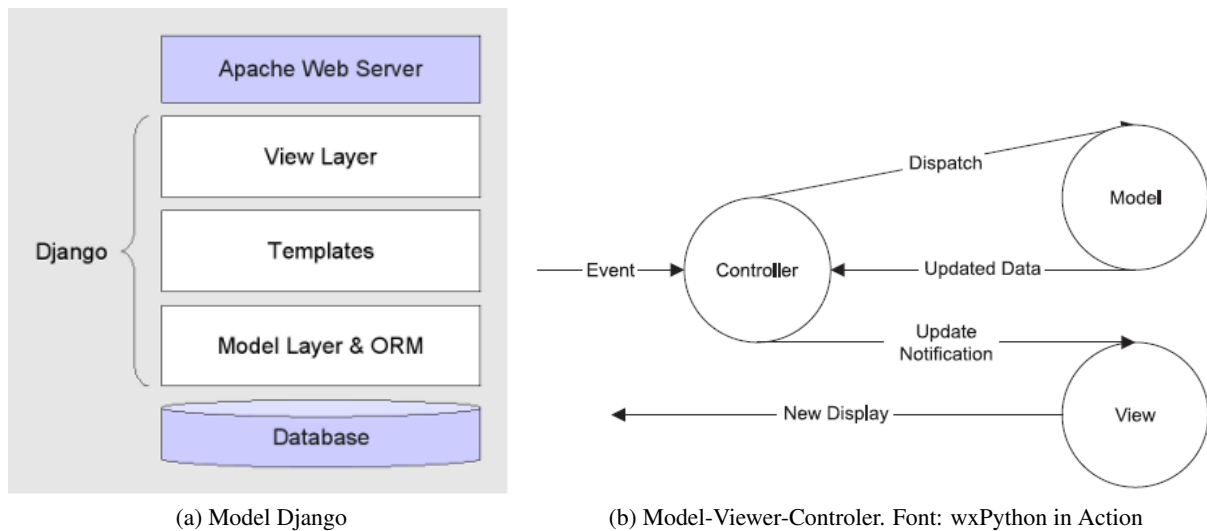 Apache Web Server
View Layer
Django
Templates
Model Layer & ORM
Database
(a) Model Django
Dispatch
Model
Event
Controller
Updated Data
Update
Notification
New Display
View
(b) Model-Viewer-Controler. Font: wxPython in Action